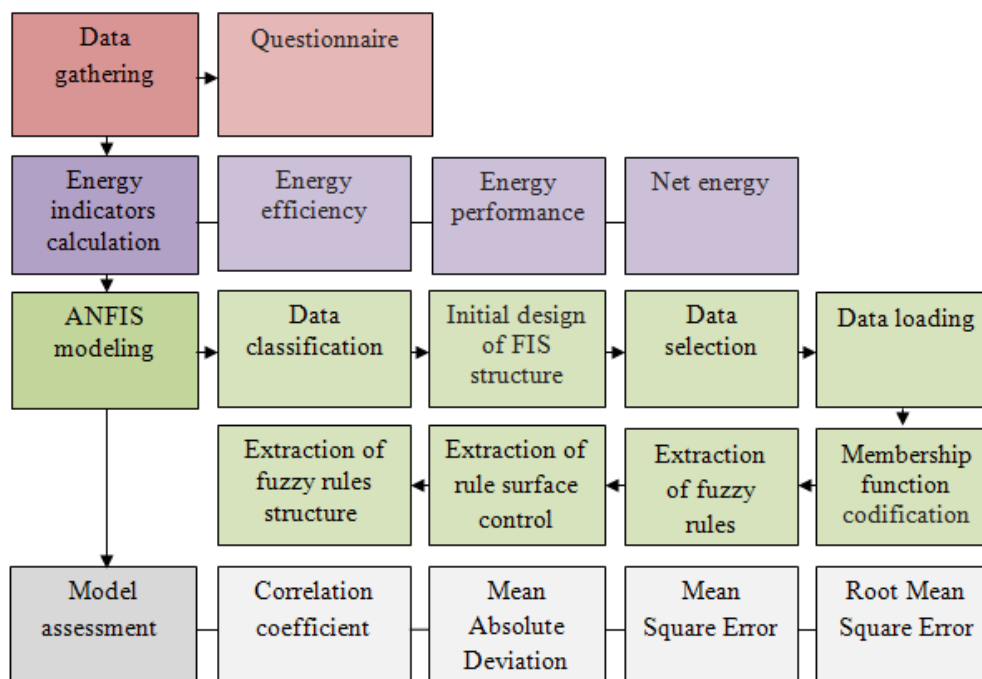 Data
gathering
Questionnaire
Energy
indicators
calculation
Energy
efficiency
Energy
performance
Net energy
ANFIS
modeling
Data
classification
Initial design
of FIS
structure
Data
selection
Data loading
Extraction of
fuzzy rules
structure
Extraction of
rule surface
control
Extraction
of fuzzy
rules
Membership
function
codification
Model
assessment
Correlation
coefficient
Mean
Absolute
Deviation
Mean
Square Error
Root Mean
Square Error